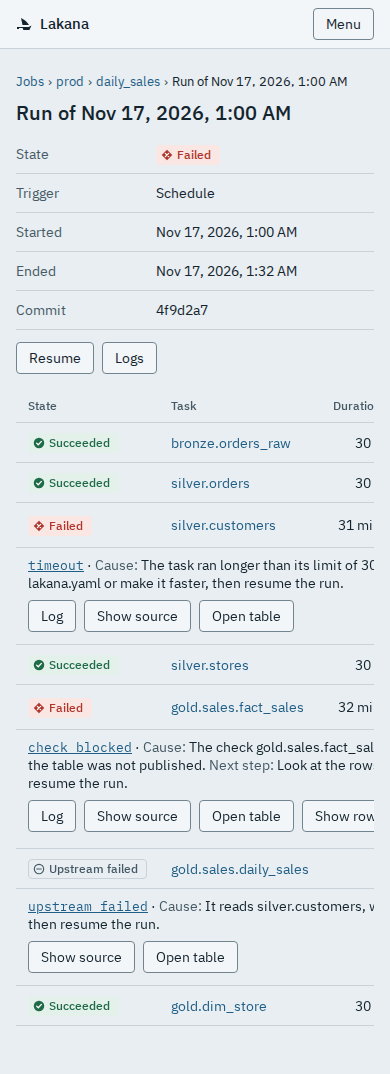 Lakana
Menu
Jobs › prod › daily_sales › Run of Nov 17, 2026, 1:00 AM
Run of Nov 17, 2026, 1:00 AM
State Failed
Trigger Schedule
Started Nov 17, 2026, 1:00 AM
Ended Nov 17, 2026, 1:32 AM
Commit 4f9d2a7
Resume Logs
State Task Duratio
Succeeded bronze.orders_raw 30
Succeeded silver.orders 30
Failed silver.customers 31 mi
timeout · Cause: The task ran longer than its limit of 30
lakana.yaml or make it faster, then resume the run.
Log Show source Open table
Succeeded silver.stores 30
Failed gold.sales.fact_sales 32 mi
check_blocked · Cause: The check gold.sales.fact_sal
the table was not published. Next step: Look at the row
resume the run.
Log Show source Open table Show row
Upstream failed gold.sales.daily_sales
upstream_failed · Cause: It reads silver.customers, w
then resume the run.
Show source Open table
Succeeded gold.dim_store 30